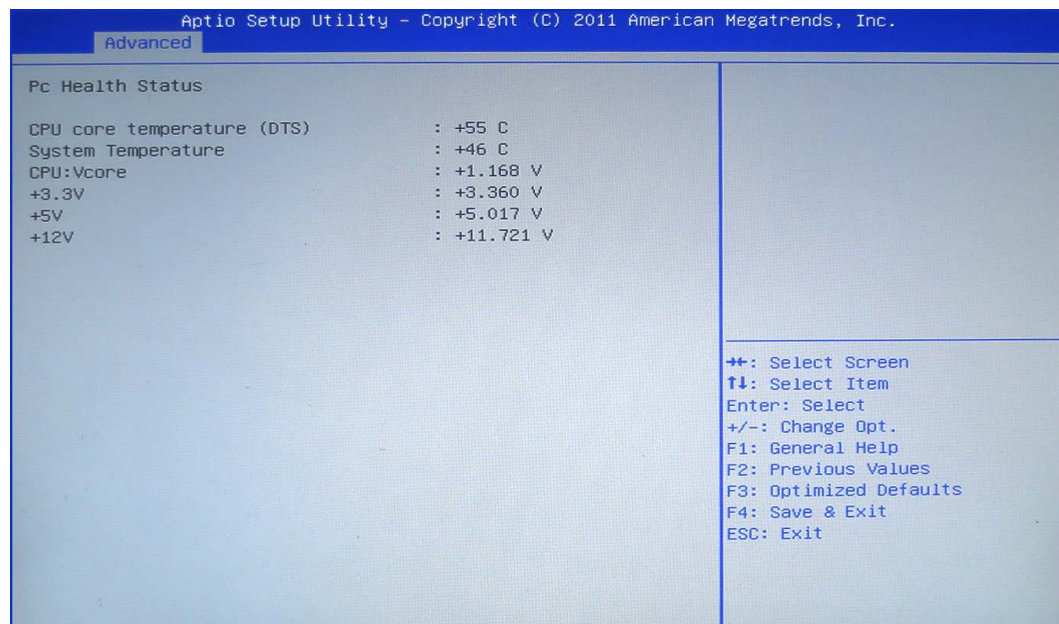 Aptio Setup Utility – Copyright (C) 2011 American Megatrends, Inc.
Advanced
Pc Health Status
CPU core temperature (DTS) : +55 C
System Temperature : +46 C
CPU:Vcore : +1.168 V
+3.3V : +3.360 V
+5V : +5.017 V
+12V : +11.721 V
→←: Select Screen
↑↓: Select Item
Enter: Select
+/-: Change Opt.
F1: General Help
F2: Previous Values
F3: Optimized Defaults
F4: Save & Exit
ESC: Exit